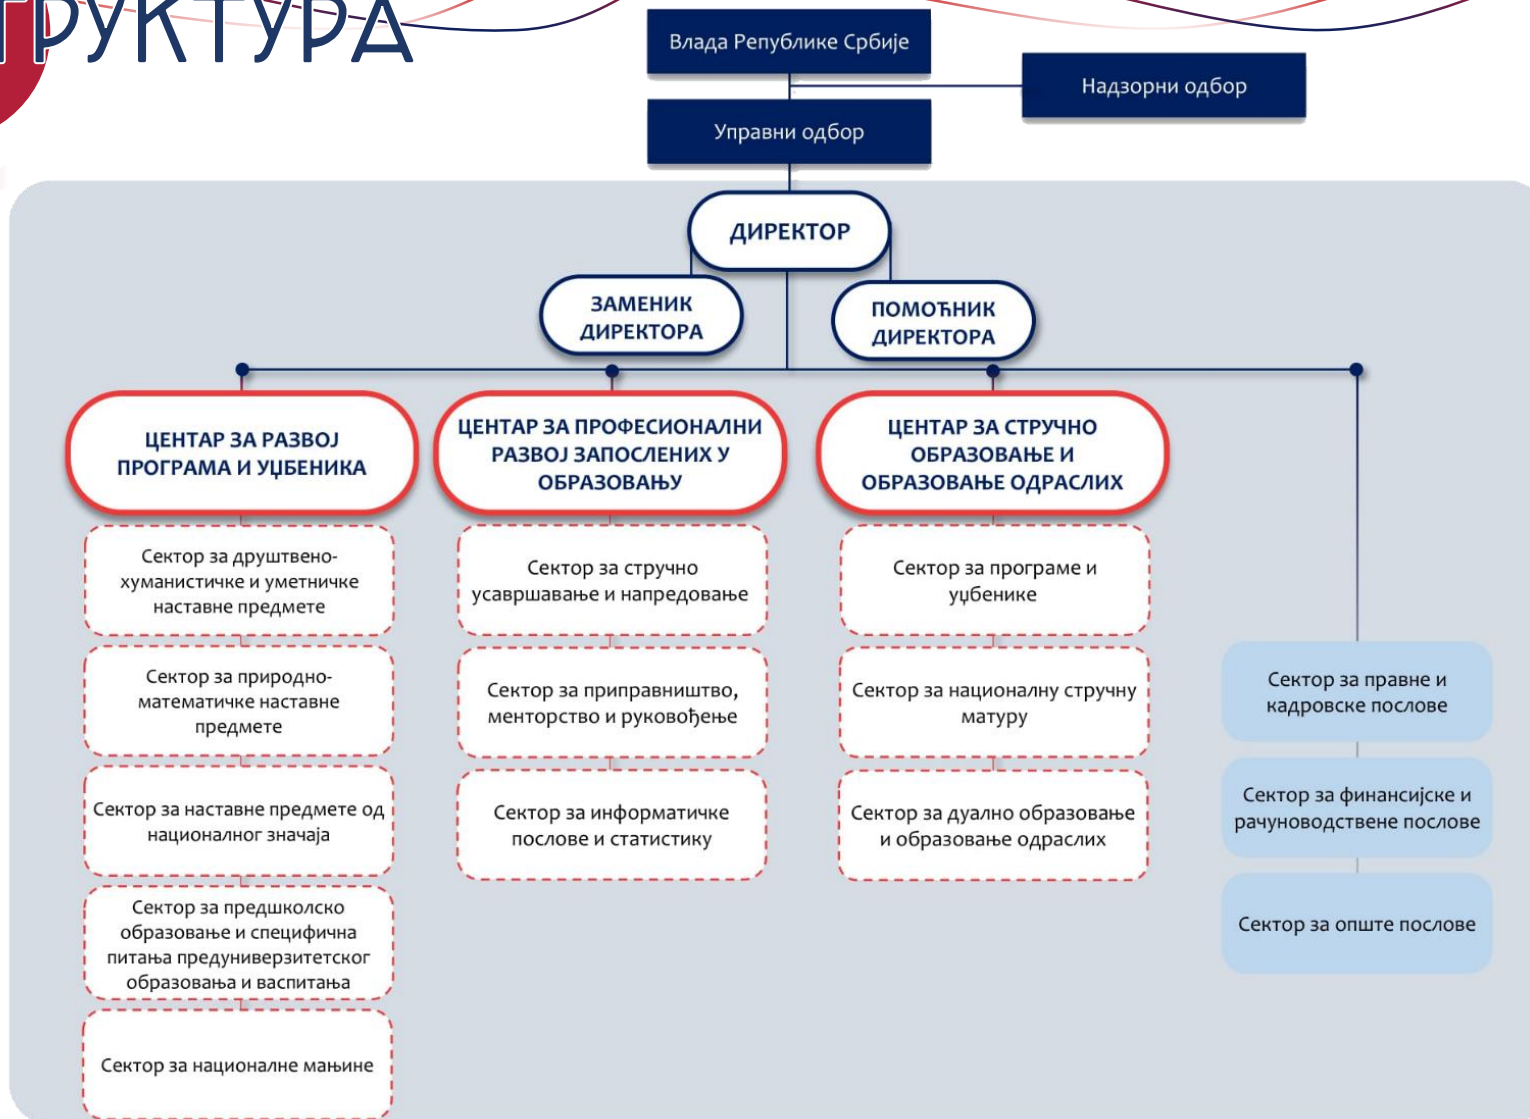 ТРУКТУРА
Влада Републике Србије
Надзорни одбор
Управни одбор
ДИРЕКТОР
ЗАМЕНИК
ДИРЕКТОРА
ПОМОЋНИК
ДИРЕКТОРА
ЦЕНТАР ЗА РАЗВОЈ
ПРОГРАМА И УЏБЕНИКА
Сектор за друштвено-
хуманистичке и уметничке
наставне предмете
Сектор за природно-
математичке наставне
предмете
Сектор за наставне предмете од
националног значаја
Сектор за предшколско
образовање и специфична
питања предуниверзитетског
образовања и васпитања
Сектор за националне мањине
ЦЕНТАР ЗА ПРОФЕСИОНАЛНИ
РАЗВОЈ ЗАПОСЛЕНИХ У
ОБРАЗОВАЊУ
Сектор за стручно
усавршавање и напредовање
Сектор за приправништво,
менторство и руковођење
Сектор за информатичке
послове и статистику
ЦЕНТАР ЗА СТРУЧНО
ОБРАЗОВАЊЕ И
ОБРАЗОВАЊЕ ОДРАСЛИХ
Сектор за програме и
уџбенике
Сектор за националну стручну
матуру
Сектор за дуално образовање
и образовање одраслих
Сектор за правне и
кадровске послове
Сектор за финансијске и
рачуноводствене послове
Сектор за опште послове